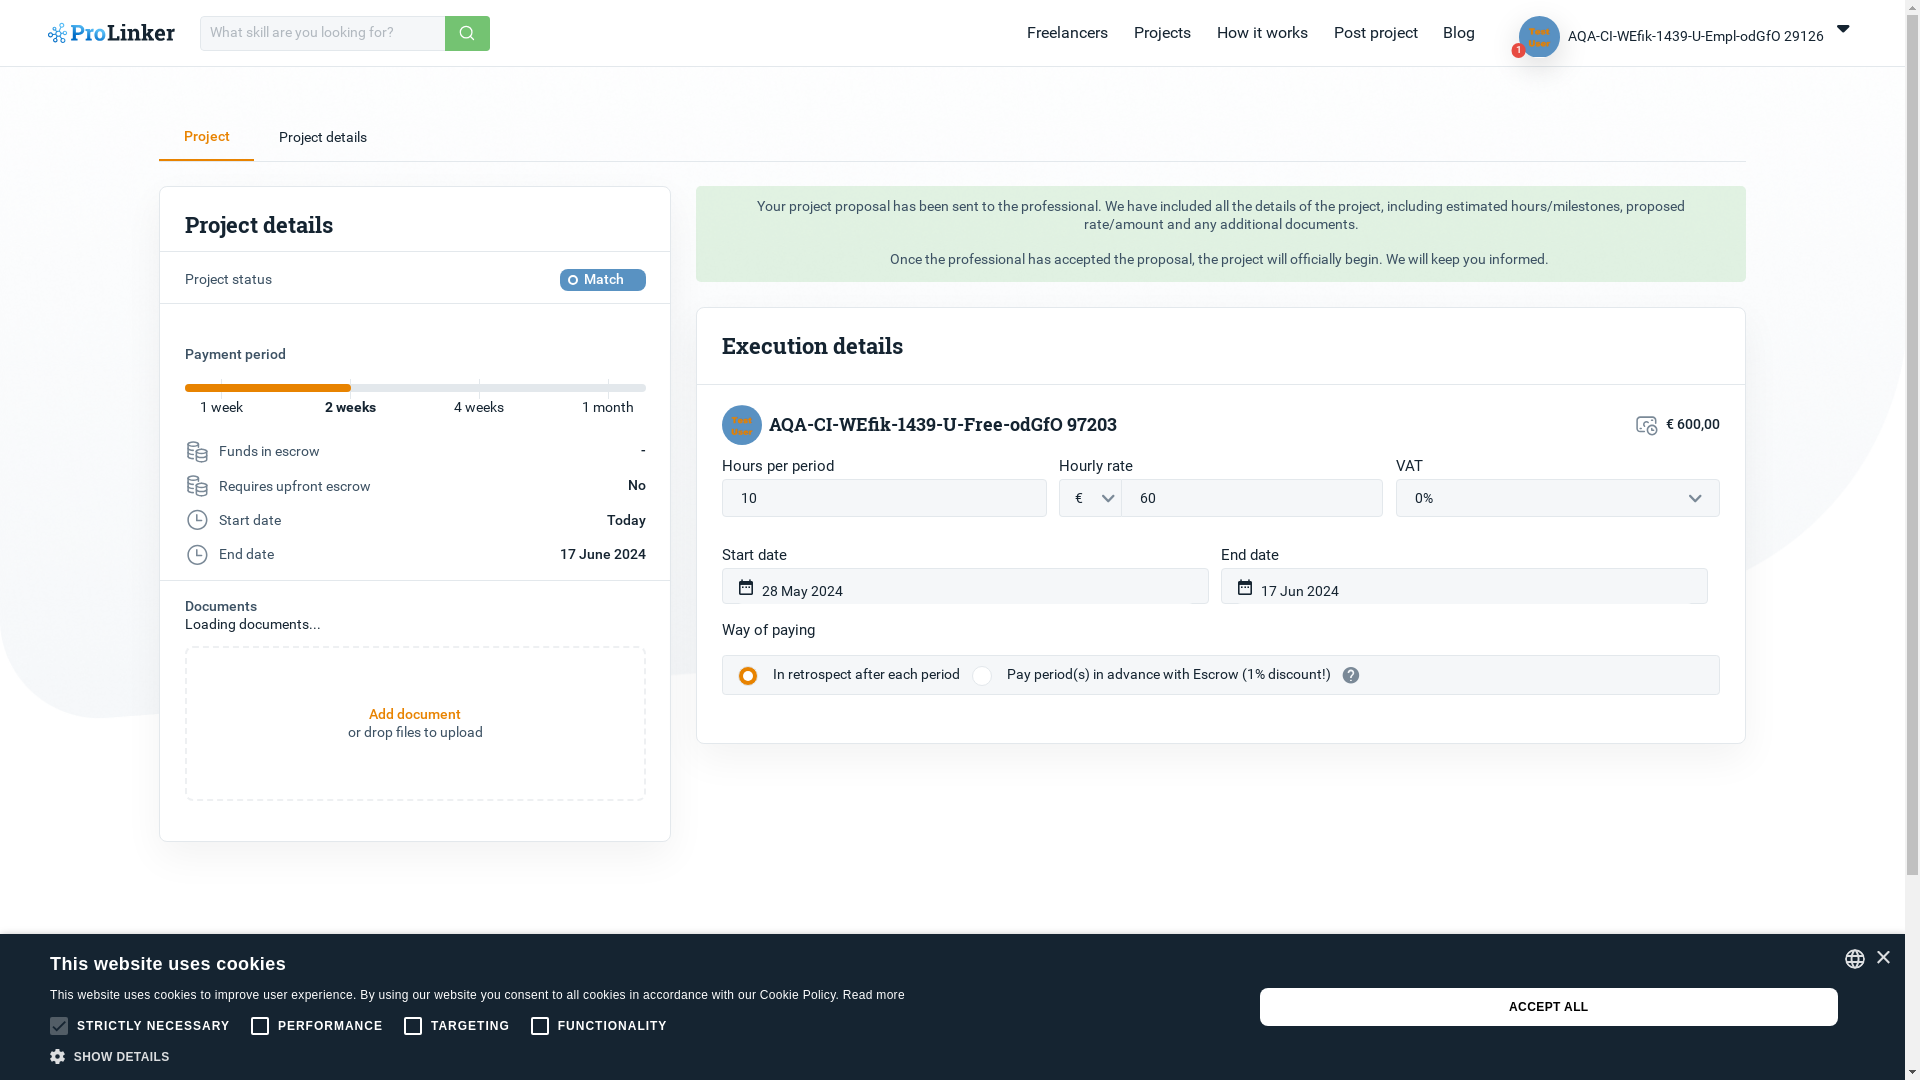 ProLinker
What skill are you looking for?
Freelancers
Projects
How it works
Post project
Blog
Test
User
1
AQA-CI-WEfik-1439-U-Empl-odGfO 29126
Project
Project details
Project details
Project status
Match
Payment period
1 week
2 weeks
4 weeks
1 month
Funds in escrow
-
Requires upfront escrow
No
Start date
Today
End date
17 June 2024
Documents
Loading documents...
Add document
or drop files to upload
Your project proposal has been sent to the professional. We have included all the details of the project, including estimated hours/milestones, proposed
rate/amount and any additional documents.
Once the professional has accepted the proposal, the project will officially begin. We will keep you informed.
Execution details
Test
User
AQA-CI-WEfik-1439-U-Free-odGfO 97203
€ 600,00
Hours per period
Hourly rate
VAT
10
€
60
0%
Start date
End date
28 May 2024
17 Jun 2024
Way of paying
In retrospect after each period
Pay period(s) in advance with Escrow (1% discount!)
?
This website uses cookies
This website uses cookies to improve user experience. By using our website you consent to all cookies in accordance with our Cookie Policy. Read more
STRICTLY NECESSARY
PERFORMANCE
TARGETING
FUNCTIONALITY
SHOW DETAILS
ACCEPT ALL
×